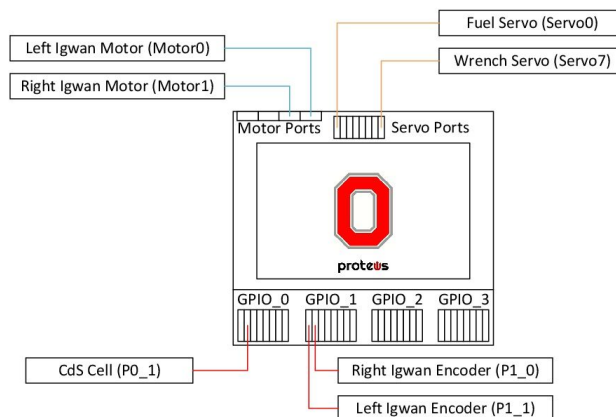 Fuel Servo (Servo0)
Left Igwan Motor (Motor0)
Wrench Servo (Servo7)
Right Igwan Motor (Motor1)
Motor Ports
Servo Ports
proteus
GPIO_0
GPIO_1
GPIO_2
GPIO_3
CdS Cell (P0_1)
Right Igwan Encoder (P1_0)
Left Igwan Encoder (P1_1)